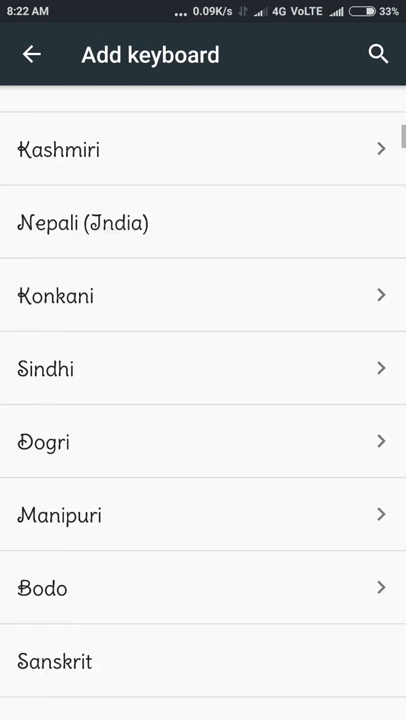 8:22 AM ... 0.09K/s 4G VoLTE 33%
Add keyboard
Kashmiri
Nepali (India)
Konkani
Sindhi
Dogri
Manipuri
Bodo
Sanskrit